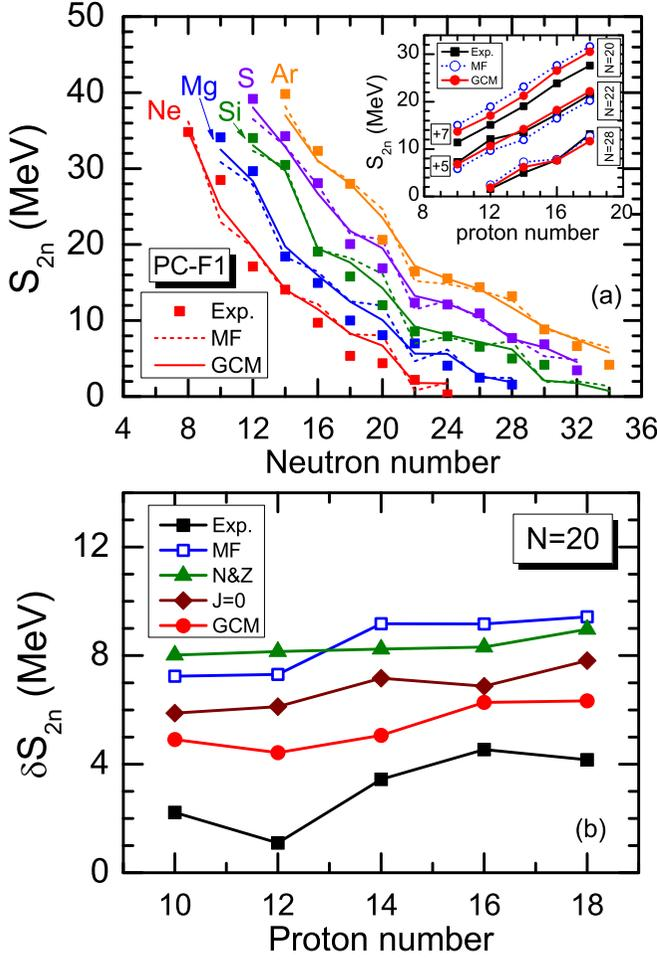 50
40
30
20
10
0
S2n (MeV)
Ne
Mg
Si
S
Ar
PC-F1
Exp.
MF
GCM
(a)
30
20
10
0
S2n (MeV)
Exp.
MF
GCM
+7
+5
N=20
N=22
N=28
8 12 16 20
proton number
4 8 12 16 20 24 28 32 36
Neutron number
12
8
4
0
δS2n (MeV)
Exp.
MF
N&Z
J=0
GCM
N=20
(b)
10 12 14 16 18
Proton number